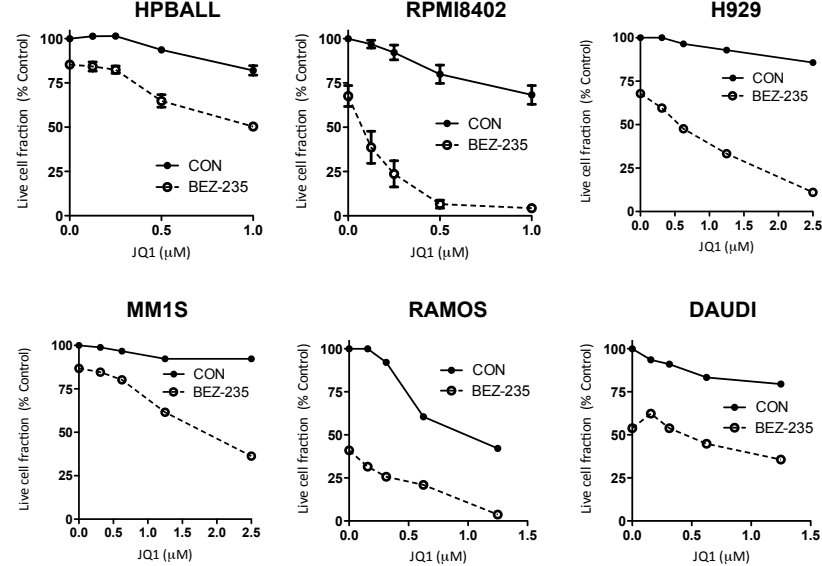 HPBALL
Live cell fraction (% Control)
100
75
50
25
0
CON
BEZ-235
0.0 0.5 1.0
JQ1 (μM)
RPMI8402
Live cell fraction (% Control)
100
75
50
25
0
CON
BEZ-235
0.0 0.5 1.0
JQ1 (μM)
H929
Live cell fraction (% Control)
100
75
50
25
0
CON
BEZ-235
0.0 0.5 1.0 1.5 2.0 2.5
JQ1 (μM)
MM1S
Live cell fraction (% Control)
100
75
50
25
0
CON
BEZ-235
0.0 0.5 1.0 1.5 2.0 2.5
JQ1 (μM)
RAMOS
Live cell fraction (% Control)
100
75
50
25
0
CON
BEZ-235
0.0 0.5 1.0 1.5
JQ1 (μM)
DAUDI
Live cell fraction (% Control)
100
75
50
25
0
CON
BEZ-235
0.0 0.5 1.0 1.5
JQ1 (μM)